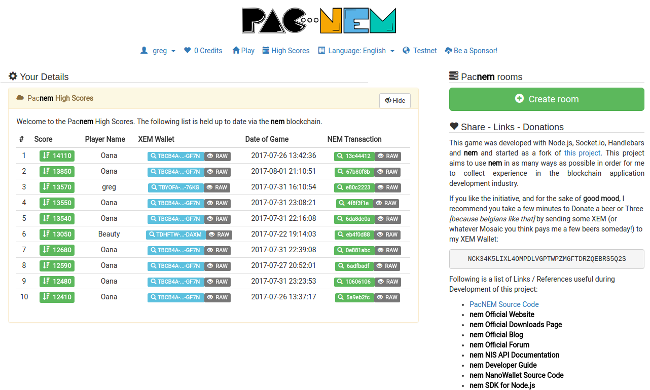 PAC NEM
greg
0 Credits
Play
High Scores
Language: English
Testnet
Be a Sponsor!
Your Details
Pacnem High Scores
Hide
Welcome to the Pacnem High Scores. The following list is held up to date via the nem blockchain.
# Score Player Name XEM Wallet Date of Game NEM Transaction
1 14110 Oana TBCB4A-...-GF7N RAW 2017-07-26 13:42:36 13c44412 RAW
2 13850 Oana TBCB4A-...-GF7N RAW 2017-08-01 21:10:51 RAW
3 13570 greg RAW 2017-07-31 16:10:54 e80c2223 RAW
4 13550 Oana TBCB4A-...-GF7N RAW 2017-07-31 23:08:21 RAW
5 13540 Oana TBCB4A-...-GF7N RAW 2017-07-31 22:16:08 RAW
6 13050 Beauty RAW 2017-07-22 19:14:03 RAW
7 12680 Oana TBCB4A-...-GF7N RAW 2017-07-31 22:39:08 RAW
8 12590 Oana TBCB4A-...-GF7N RAW 2017-07-27 20:52:01 RAW
9 12480 Oana TBCB4A-...-GF7N RAW 2017-07-31 23:23:53 10606106 RAW
10 12410 Oana TBCB4A-...-GF7N RAW 2017-07-26 13:37:17 RAW
Pacnem rooms
Create room
Share - Links - Donations
This game was developed with Node.js, Socket.io, Handlebars
and nem and started as a fork of this project. This project
aims to use nem in as many ways as possible in order for me
to collect experience in the blockchain application
development industry.
If you like the initiative, and for the sake of good mood, I
recommend you take a few minutes to Donate a beer or Three
(because belgians like that) by sending some XEM (or
whatever Mosaic you think pays me a few beers someday!) to
my XEM Wallet:
NCK34K5LIXL4OMPDLVGPTWPZMGFTDRZQEBRS5Q2S
Following is a list of Links / References useful during
Development of this project:
PacNEM Source Code
nem Official Website
nem Official Downloads Page
nem Official Blog
nem Official Forum
nem NIS API Documentation
nem Developer Guide
nem NanoWallet Source Code
nem SDK for Node.js